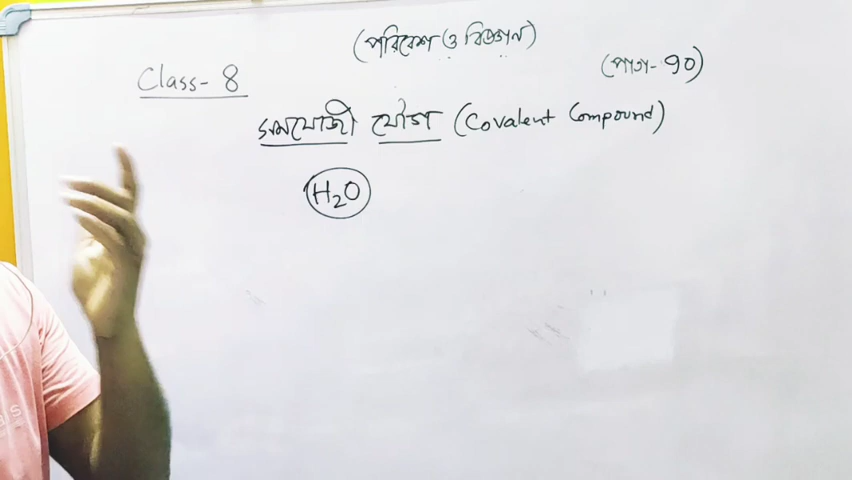 (পরিবেশ ও বিজ্ঞান)
Class-8
(পাতা-90)
সমযোজী যৌগ (Covalent Compound)
H₂O